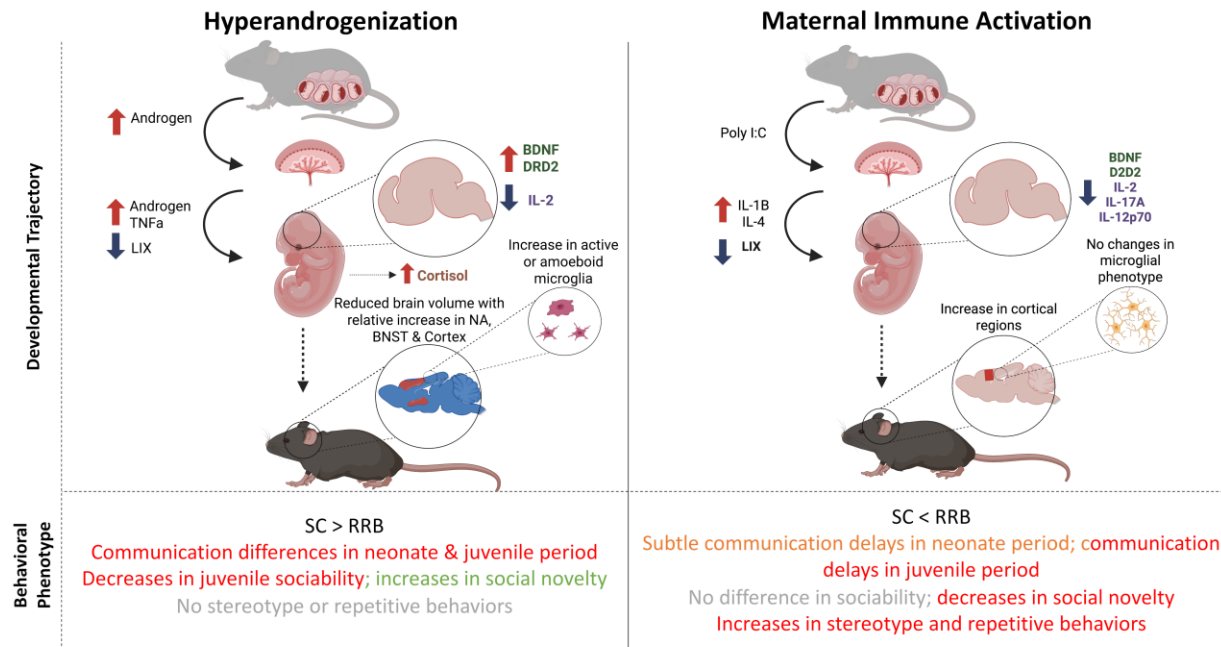 Hyperandrogenization
Maternal Immune Activation
Developmental Trajectory
Androgen
BDNF
DRD2
IL-2
Androgen
TNFa
LIX
Cortisol
Increase in active
or amoeboid
microglia
Reduced brain volume with
relative increase in NA,
BNST & Cortex
Poly I:C
BDNF
D2D2
IL-2
IL-17A
IL-12p70
IL-1B
IL-4
LIX
No changes in
microglial
phenotype
Increase in cortical
regions
Behavioral
Phenotype
SC > RRB
Communication differences in neonate & juvenile period
Decreases in juvenile sociability; increases in social novelty
No stereotype or repetitive behaviors
SC < RRB
Subtle communication delays in neonate period; communication
delays in juvenile period
No difference in sociability; decreases in social novelty
Increases in stereotype and repetitive behaviors